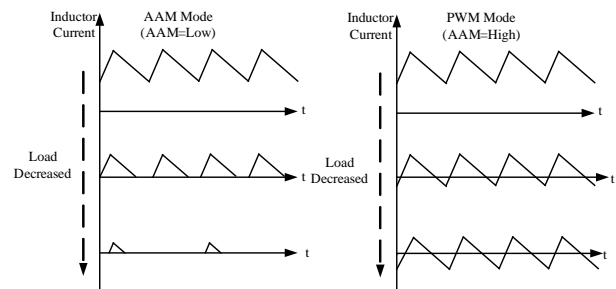 Inductor
Current
AAM Mode
(AAM=Low)
t
Load
Decreased
t
t
Inductor
Current
PWM Mode
(AAM=High)
t
Load
Decreased
t
t